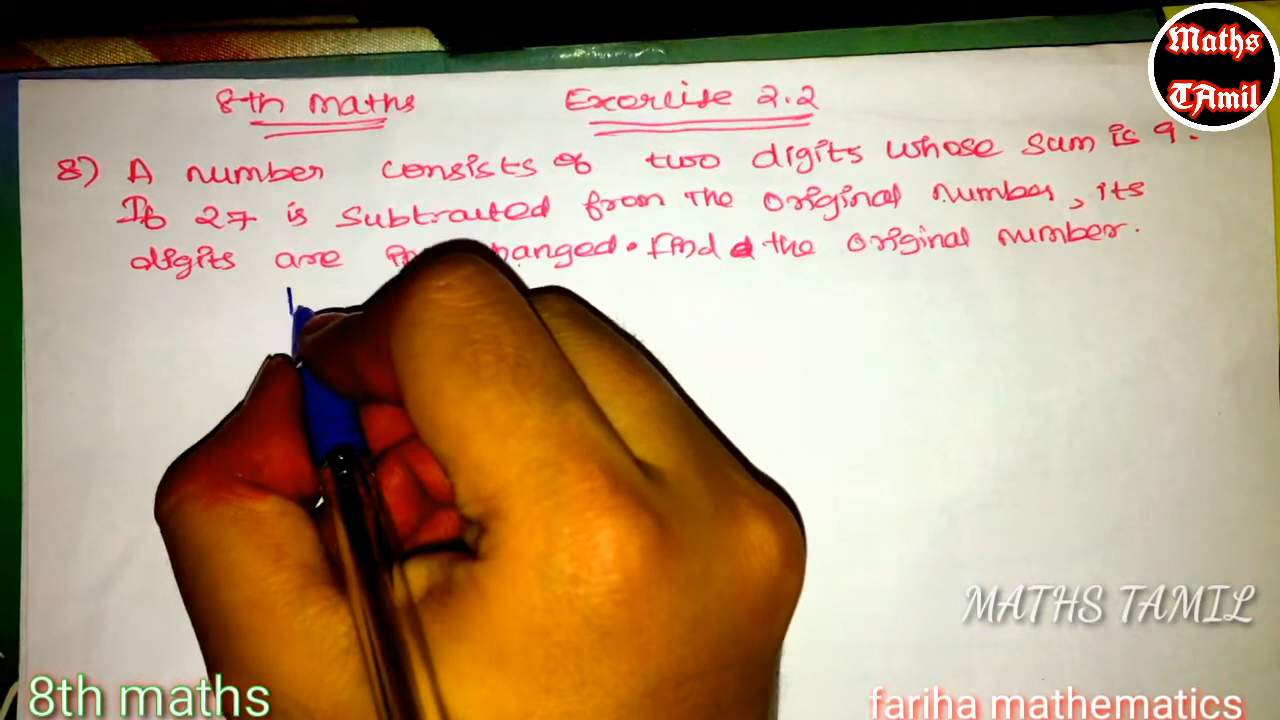 Maths
TAmil
8th maths Exercise 2.2
8) A number consists of two digits whose sum is 9.
If 27 is subtracted from the original number, its
digits are find the original number.
MATHS TAMIL
8th maths
fariha mathematics